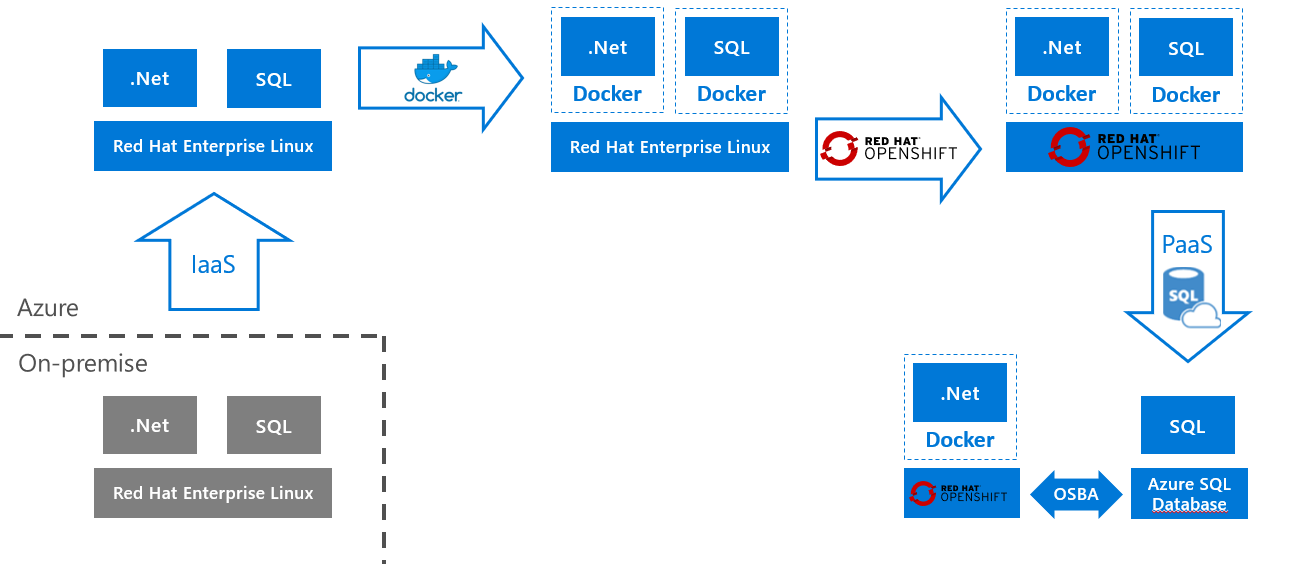 .Net
SQL
Red Hat Enterprise Linux
docker
.Net
SQL
Docker
Docker
Red Hat Enterprise Linux
RED HAT
OPENSHIFT
.Net
SQL
Docker
Docker
RED HAT
OPENSHIFT
IaaS
PaaS
SQL
Azure
On-premise
.Net
SQL
Red Hat Enterprise Linux
.Net
Docker
RED HAT
OPENSHIFT
OSBA
SQL
Azure SQL
Database